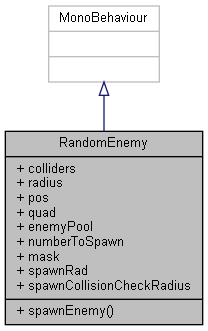 MonoBehaviour
RandomEnemy
+ colliders
+ radius
+ pos
+ quad
+ enemyPool
+ numberToSpawn
+ mask
+ spawnRad
+ spawnCollisionCheckRadius
+ spawnEnemy()